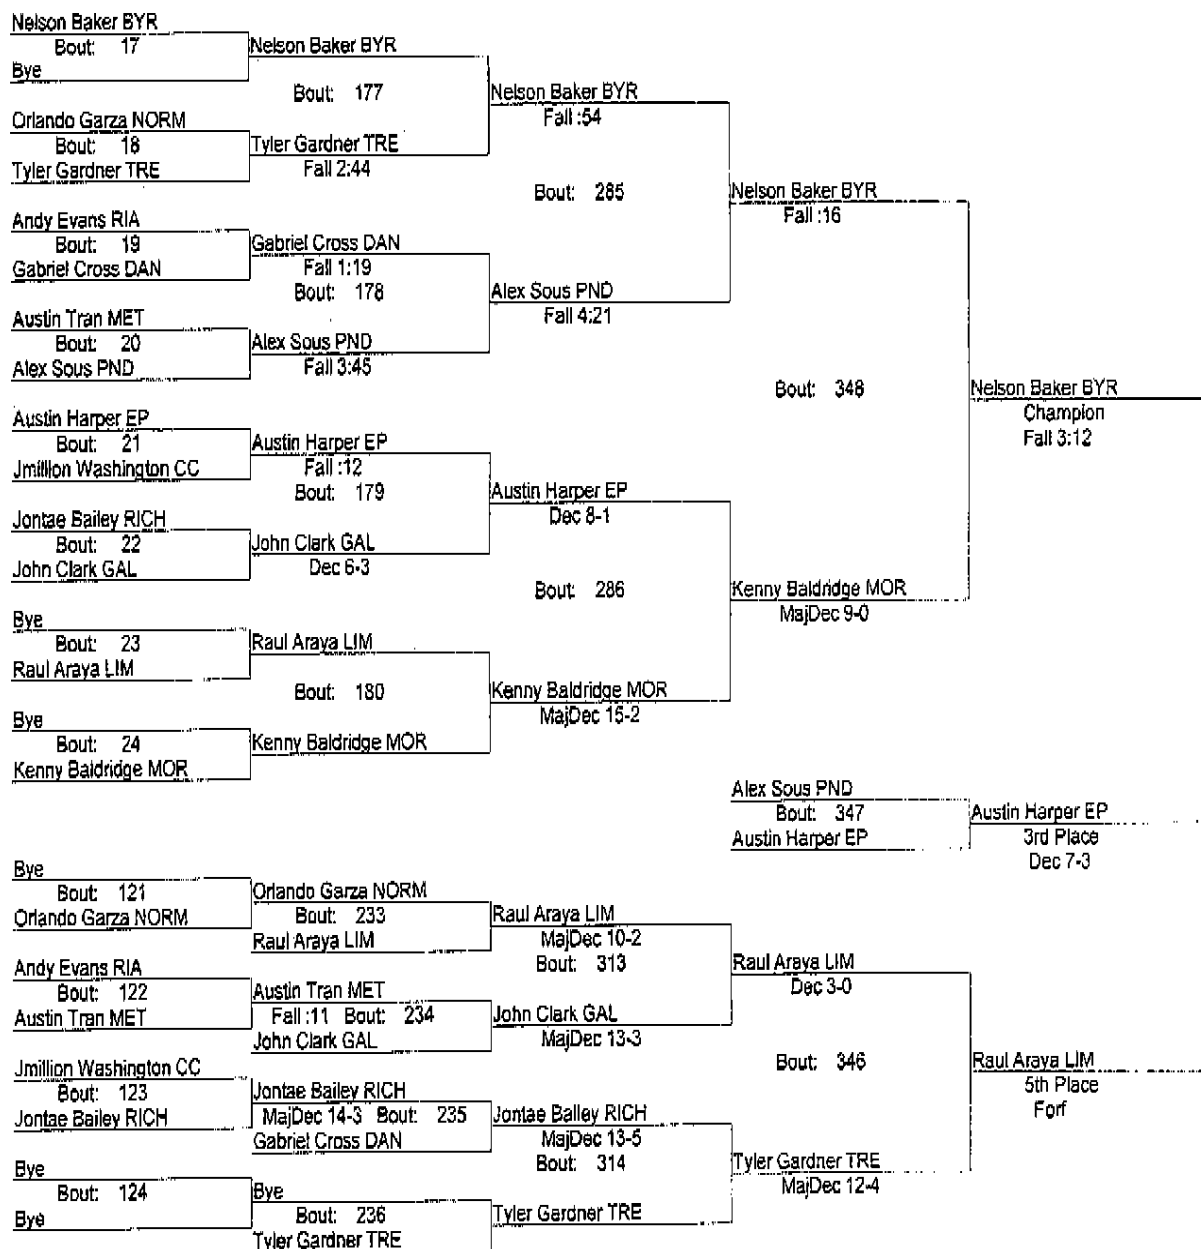 Nelson Baker BYR
Bout: 17
Bye
Nelson Baker BYR
Bout: 177
Orlando Garza NORM
Bout: 18
Tyler Gardner TRE
Tyler Gardner TRE
Fall 2:44
Nelson Baker BYR
Fall :54
Bout: 285
Andy Evans RIA
Bout: 19
Gabriel Cross DAN
Gabriel Cross DAN
Fall 1:19
Bout: 178
Austin Tran MET
Bout: 20
Alex Sous PND
Alex Sous PND
Fall 3:45
Alex Sous PND
Fall 4:21
Nelson Baker BYR
Fall :16
Bout: 348
Austin Harper EP
Bout: 21
Jmillion Washington CC
Austin Harper EP
Fall :12
Bout: 179
Jontae Bailey RICH
Bout: 22
John Clark GAL
John Clark GAL
Dec 6-3
Austin Harper EP
Dec 8-1
Bout: 286
Bye
Bout: 23
Raul Araya LIM
Raul Araya LIM
Bout: 180
Bye
Bout: 24
Kenny Baldridge MOR
Kenny Baldridge MOR
Kenny Baldridge MOR
MajDec 15-2
Kenny Baldridge MOR
MajDec 9-0
Nelson Baker BYR
Champion
Fall 3:12
Alex Sous PND
Bout: 347
Austin Harper EP
Austin Harper EP
3rd Place
Dec 7-3
Bye
Bout: 121
Orlando Garza NORM
Orlando Garza NORM
Bout: 233
Raul Araya LIM
Raul Araya LIM
MajDec 10-2
Bout: 313
Andy Evans RIA
Bout: 122
Austin Tran MET
Austin Tran MET
Fall :11 Bout: 234
John Clark GAL
John Clark GAL
MajDec 13-3
Raul Araya LIM
Dec 3-0
Bout: 346
Jmillion Washington CC
Bout: 123
Jontae Bailey RICH
Jontae Bailey RICH
MajDec 14-3 Bout: 235
Gabriel Cross DAN
Jontae Bailey RICH
MajDec 13-5
Bout: 314
Bye
Bout: 124
Bye
Bye
Bout: 236
Tyler Gardner TRE
Tyler Gardner TRE
Tyler Gardner TRE
MajDec 12-4
Raul Araya LIM
5th Place
Forf